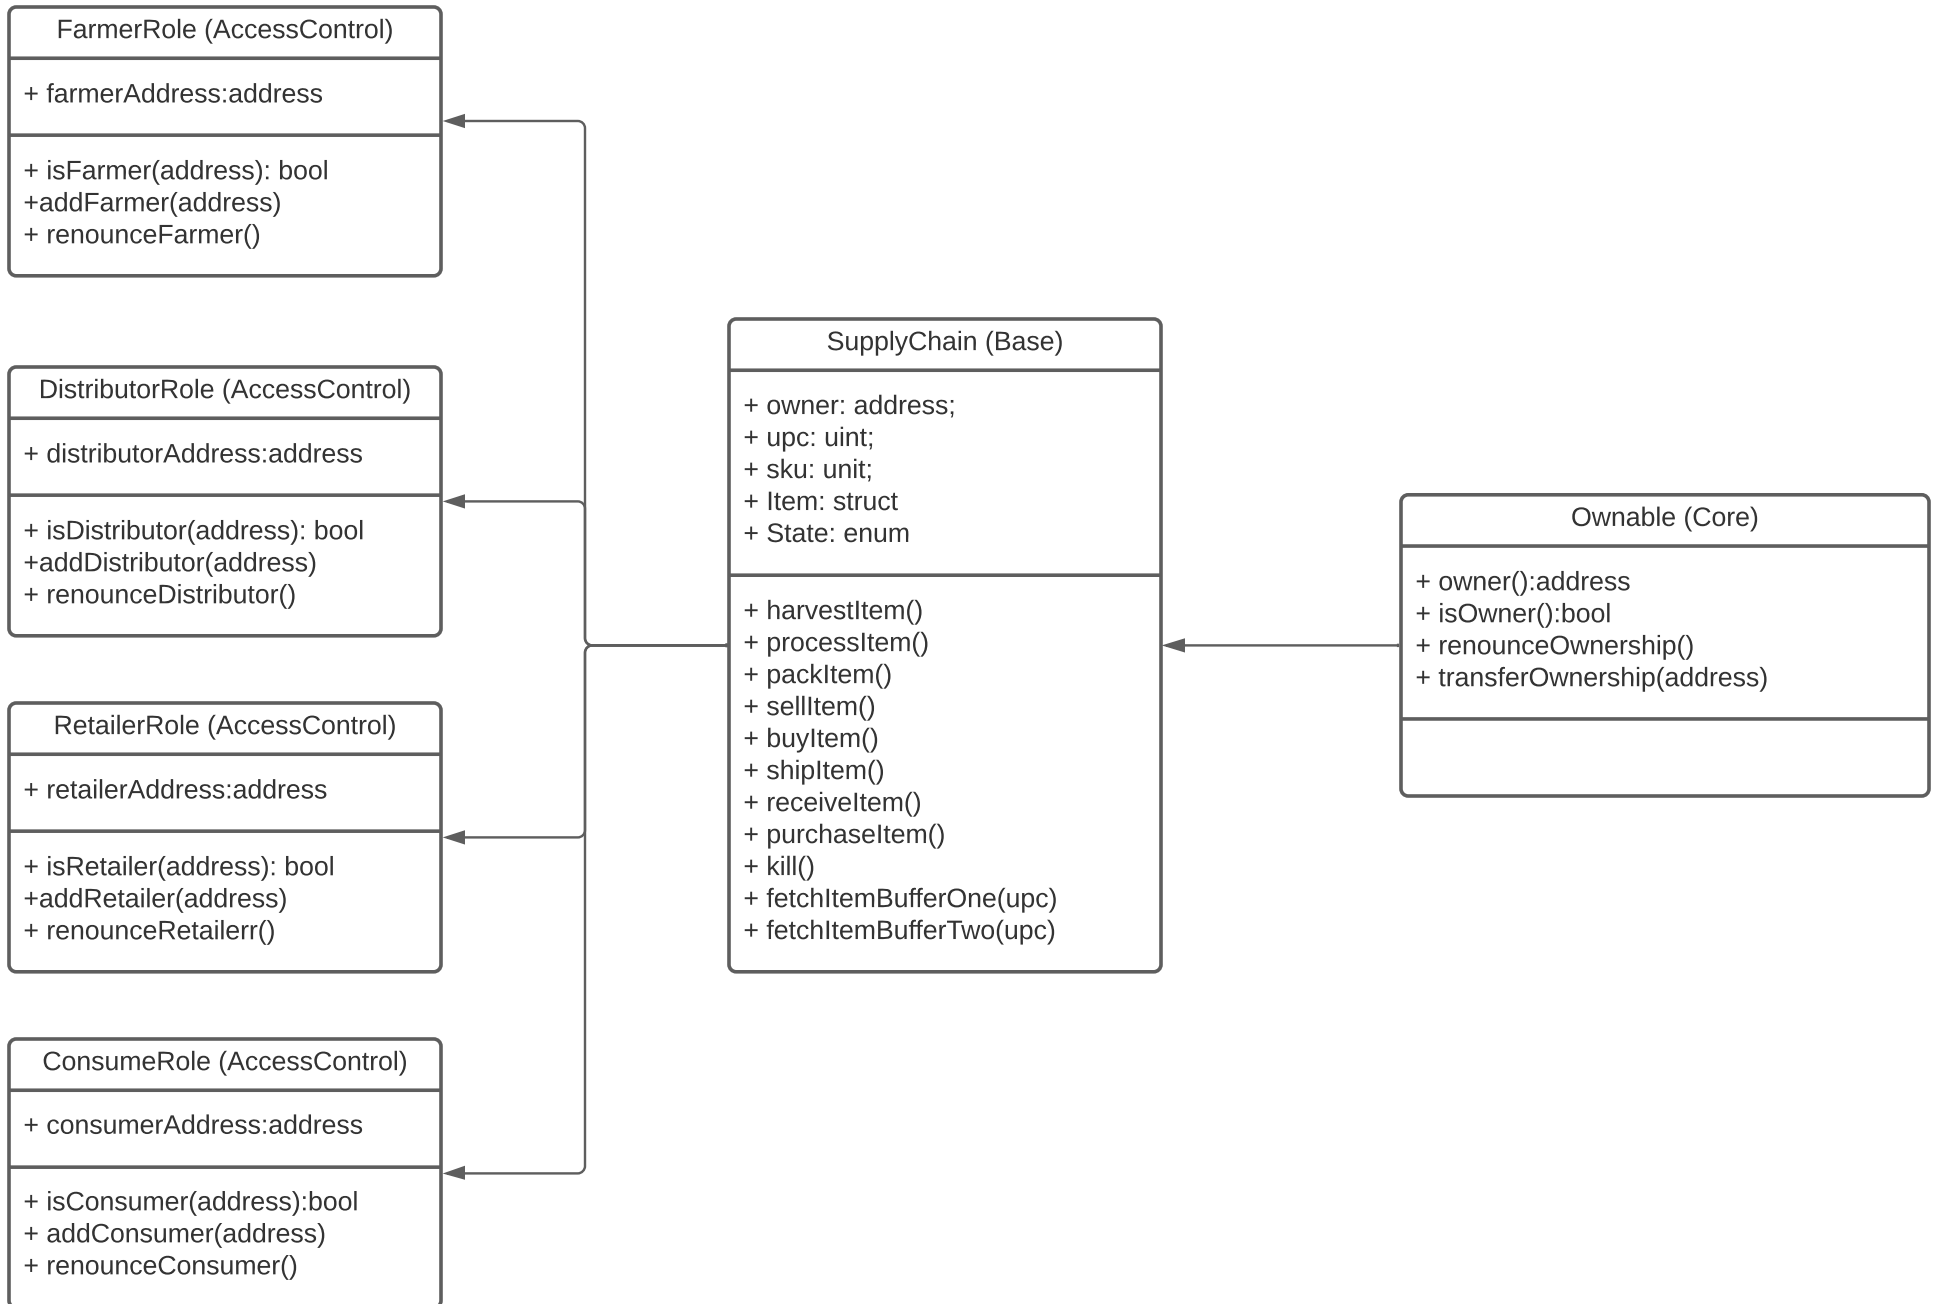 FarmerRole (AccessControl)
+ farmerAddress:address
+ isFarmer(address): bool
+addFarmer(address)
+ renounceFarmer()
DistributorRole (AccessControl)
+ distributorAddress:address
+ isDistributor(address): bool
+addDistributor(address)
+ renounceDistributor()
RetailerRole (AccessControl)
+ retailerAddress:address
+ isRetailer(address): bool
+addRetailer(address)
+ renounceRetailerr()
ConsumeRole (AccessControl)
+ consumerAddress:address
+ isConsumer(address):bool
+ addConsumer(address)
+ renounceConsumer()
SupplyChain (Base)
+ owner: address;
+ upc: uint;
+ sku: unit;
+ Item: struct
+ State: enum
+ harvestItem()
+ processItem()
+ packItem()
+ sellItem()
+ buyItem()
+ shipItem()
+ receiveItem()
+ purchaseItem()
+ kill()
+ fetchItemBufferOne(upc)
+ fetchItemBufferTwo(upc)
Ownable (Core)
+ owner():address
+ isOwner():bool
+ renounceOwnership()
+ transferOwnership(address)